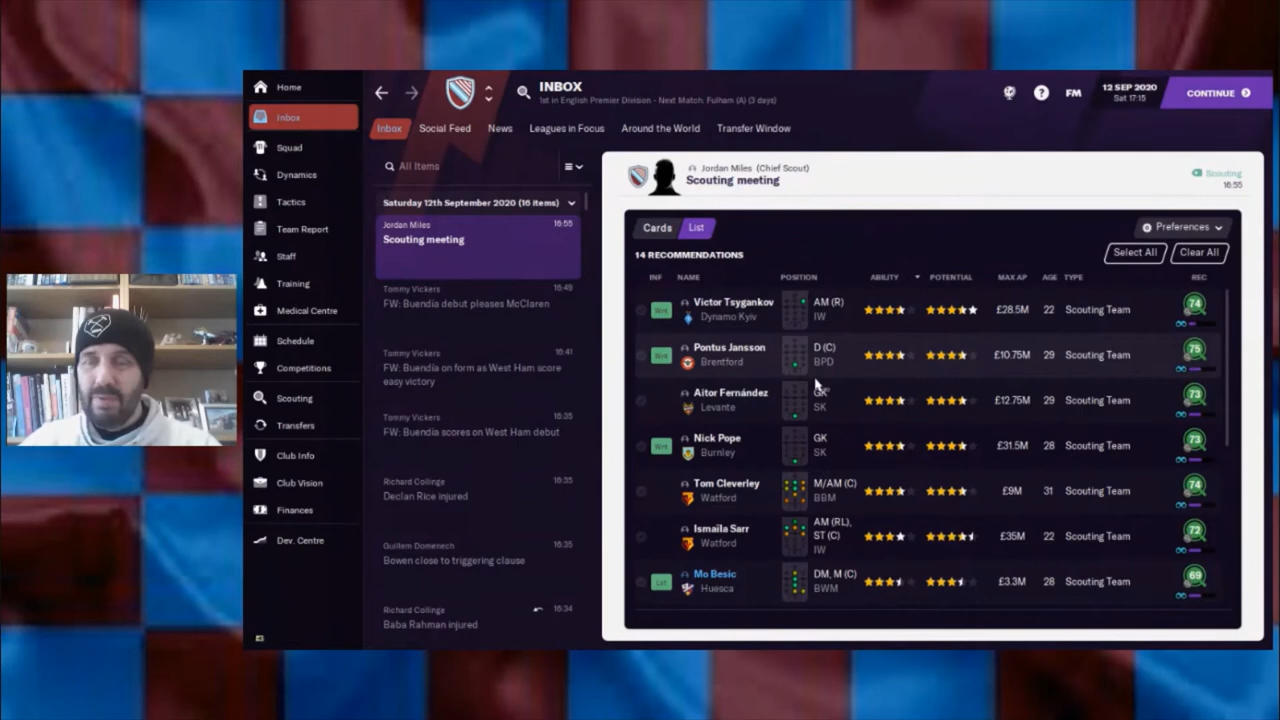 Home
Inbox
Squad
Dynamics
Tactics
Team Report
Staff
Training
Medical Centre
Schedule
Competitions
Scouting
Transfers
Club Info
Club Vision
Finances
Dev. Centre
INBOX
1st in English Premier Division - Next Match: Fulham (A) (3 days)
FM
12 SEP 2020
Sat 17:15
CONTINUE
Inbox Social Feed News Leagues in Focus Around the World Transfer Window
All Items
Saturday 12th September 2020 (16 items)
Jordan Miles 16:55
Scouting meeting
Tommy Vickers 16:49
FW: Buendía debut pleases McClaren
Tommy Vickers 16:41
FW: Buendía on form as West Ham score
easy victory
Tommy Vickers 16:35
FW: Buendía scores on West Ham debut
Richard Collinge 16:35
Declan Rice injured
Guillem Domenech 16:35
Bowen close to triggering clause
Richard Collinge 16:34
Baba Rahman injured
Jordan Miles (Chief Scout)
Scouting meeting
Scouting
16:55
Cards List
Preferences
14 RECOMMENDATIONS
Select All Clear All
INF NAME POSITION ABILITY POTENTIAL MAX AP AGE TYPE REC
Wnt Victor Tsygankov AM (R) £28.5M 22 Scouting Team 74
Dynamo Kyiv IW
Wnt Pontus Jansson D (C) £10.75M 29 Scouting Team 75
Brentford BPD
Aitor Fernández GK £12.75M 29 Scouting Team 73
Levante SK
Wnt Nick Pope GK £31.5M 28 Scouting Team 73
Burnley SK
Tom Cleverley M/AM (C) £9M 31 Scouting Team 74
Watford BBM
Ismaïla Sarr AM (RL), ST (C) £35M 22 Scouting Team 72
Watford IW
Lst Mo Besic DM, M (C) £3.3M 28 Scouting Team 69
Huesca BWM